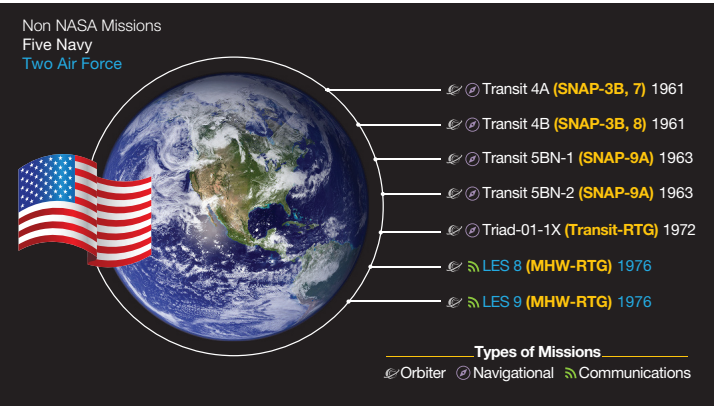 Non NASA Missions
Five Navy
Two Air Force
Transit 4A (SNAP-3B, 7) 1961
Transit 4B (SNAP-3B, 8) 1961
Transit 5BN-1 (SNAP-9A) 1963
Transit 5BN-2 (SNAP-9A) 1963
Triad-01-1X (Transit-RTG) 1972
LES 8 (MHW-RTG) 1976
LES 9 (MHW-RTG) 1976
Types of Missions
Orbiter Navigational Communications